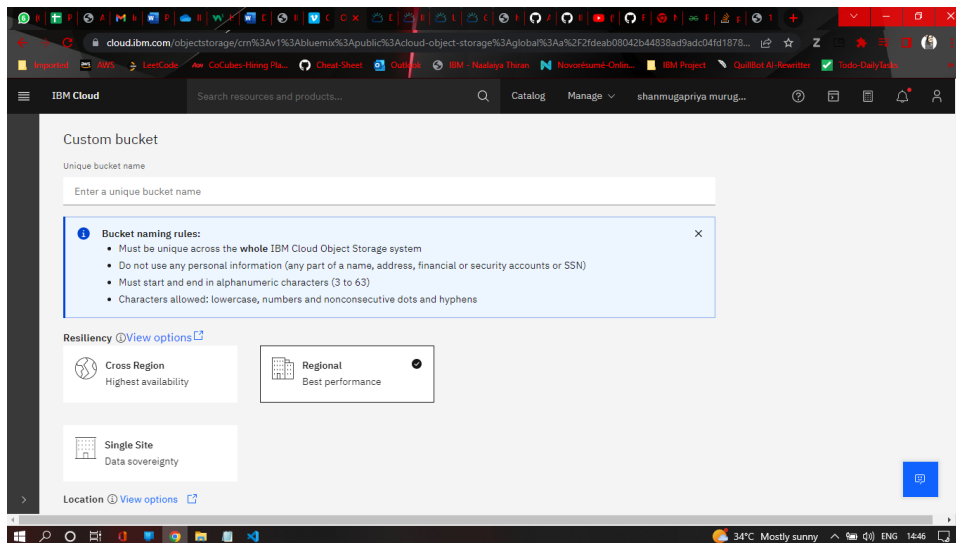 cloud.ibm.com/objectstorage/crn%3Av1%3Abluemix%3Apublic%3Acloud-object-storage%3Aglobal%3Aa%2F2fdeab08042b44838ad9adc04fd1878...
Imported AWS LeetCode CoCubes-Hiring Pla... Cheat-Sheet Outlook IBM - Naalaiya Thiran Novorésumé-Onlin... IBM Project QuillBot AI-Rewritter Todo-DailyTasks
IBM Cloud Search resources and products... Catalog Manage shanmugapriya murug...
Custom bucket
Unique bucket name
Enter a unique bucket name
Bucket naming rules:
• Must be unique across the whole IBM Cloud Object Storage system
• Do not use any personal information (any part of a name, address, financial or security accounts or SSN)
• Must start and end in alphanumeric characters (3 to 63)
• Characters allowed: lowercase, numbers and nonconsecutive dots and hyphens
Resiliency View options
Cross Region
Highest availability
Regional
Best performance
Single Site
Data sovereignty
Location View options
34°C Mostly sunny ENG 14:46